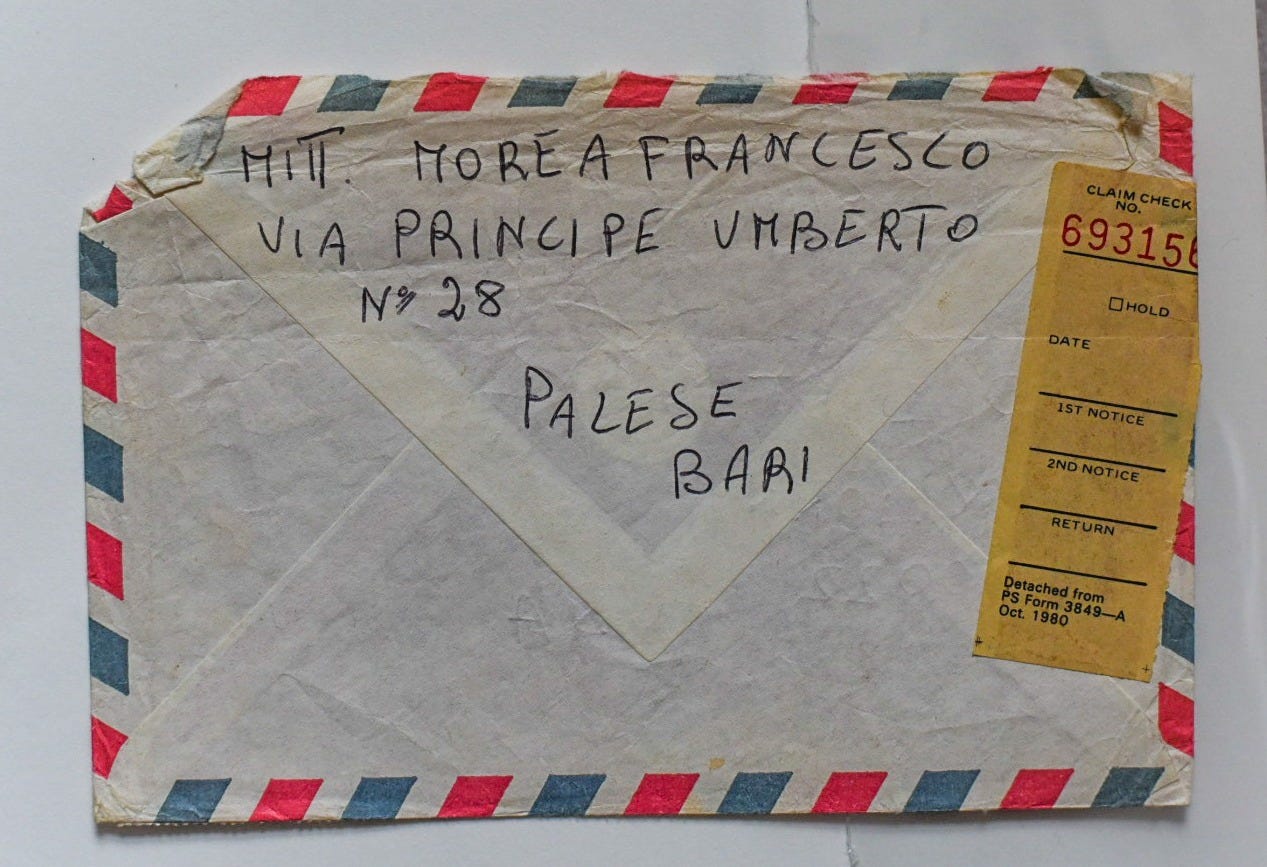 MITT. MOREA FRANCESCO
VIA PRINCIPE UMBERTO
Nº 28
PALESE
BARI
CLAIM CHECK
NO.
693156
☐ HOLD
DATE
1ST NOTICE
2ND NOTICE
RETURN
Detached from
PS Form 3849—A
Oct. 1980